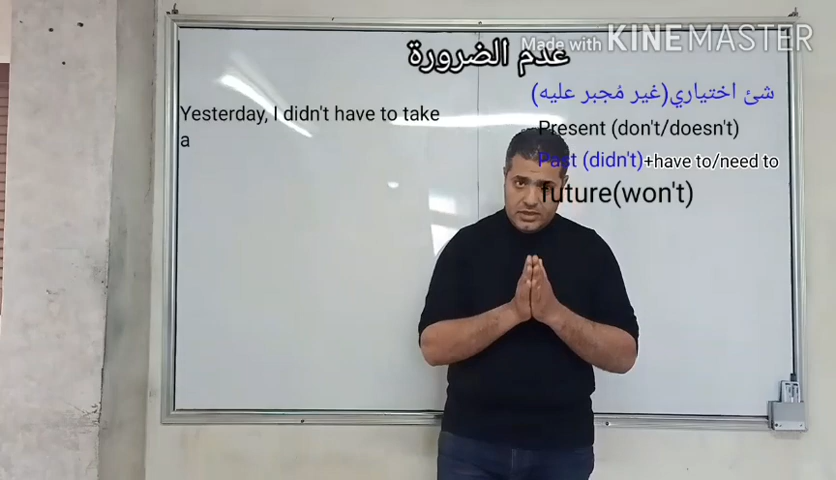 Made with KINEMASTER
عدم الضرورة
شئ اختياري(غير مُجبر عليه)
Yesterday, I didn't have to take
a
Present (don't/doesn't)
Past (didn't)+have to/need to
future(won't)